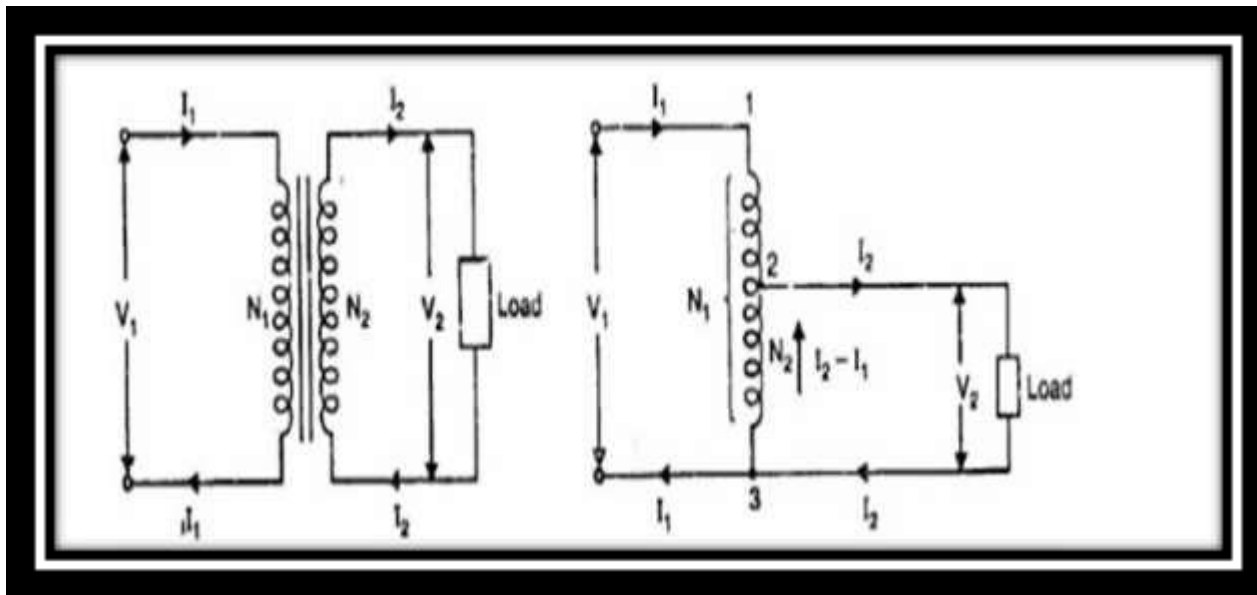 I₁
I₂
V₁
N₁
N₂
V₂
Load
I₁
I₂
I₁
1
V₁
N₁
2
I₂
N₂
I₂ – I₁
V₂
Load
I₁
3
I₂